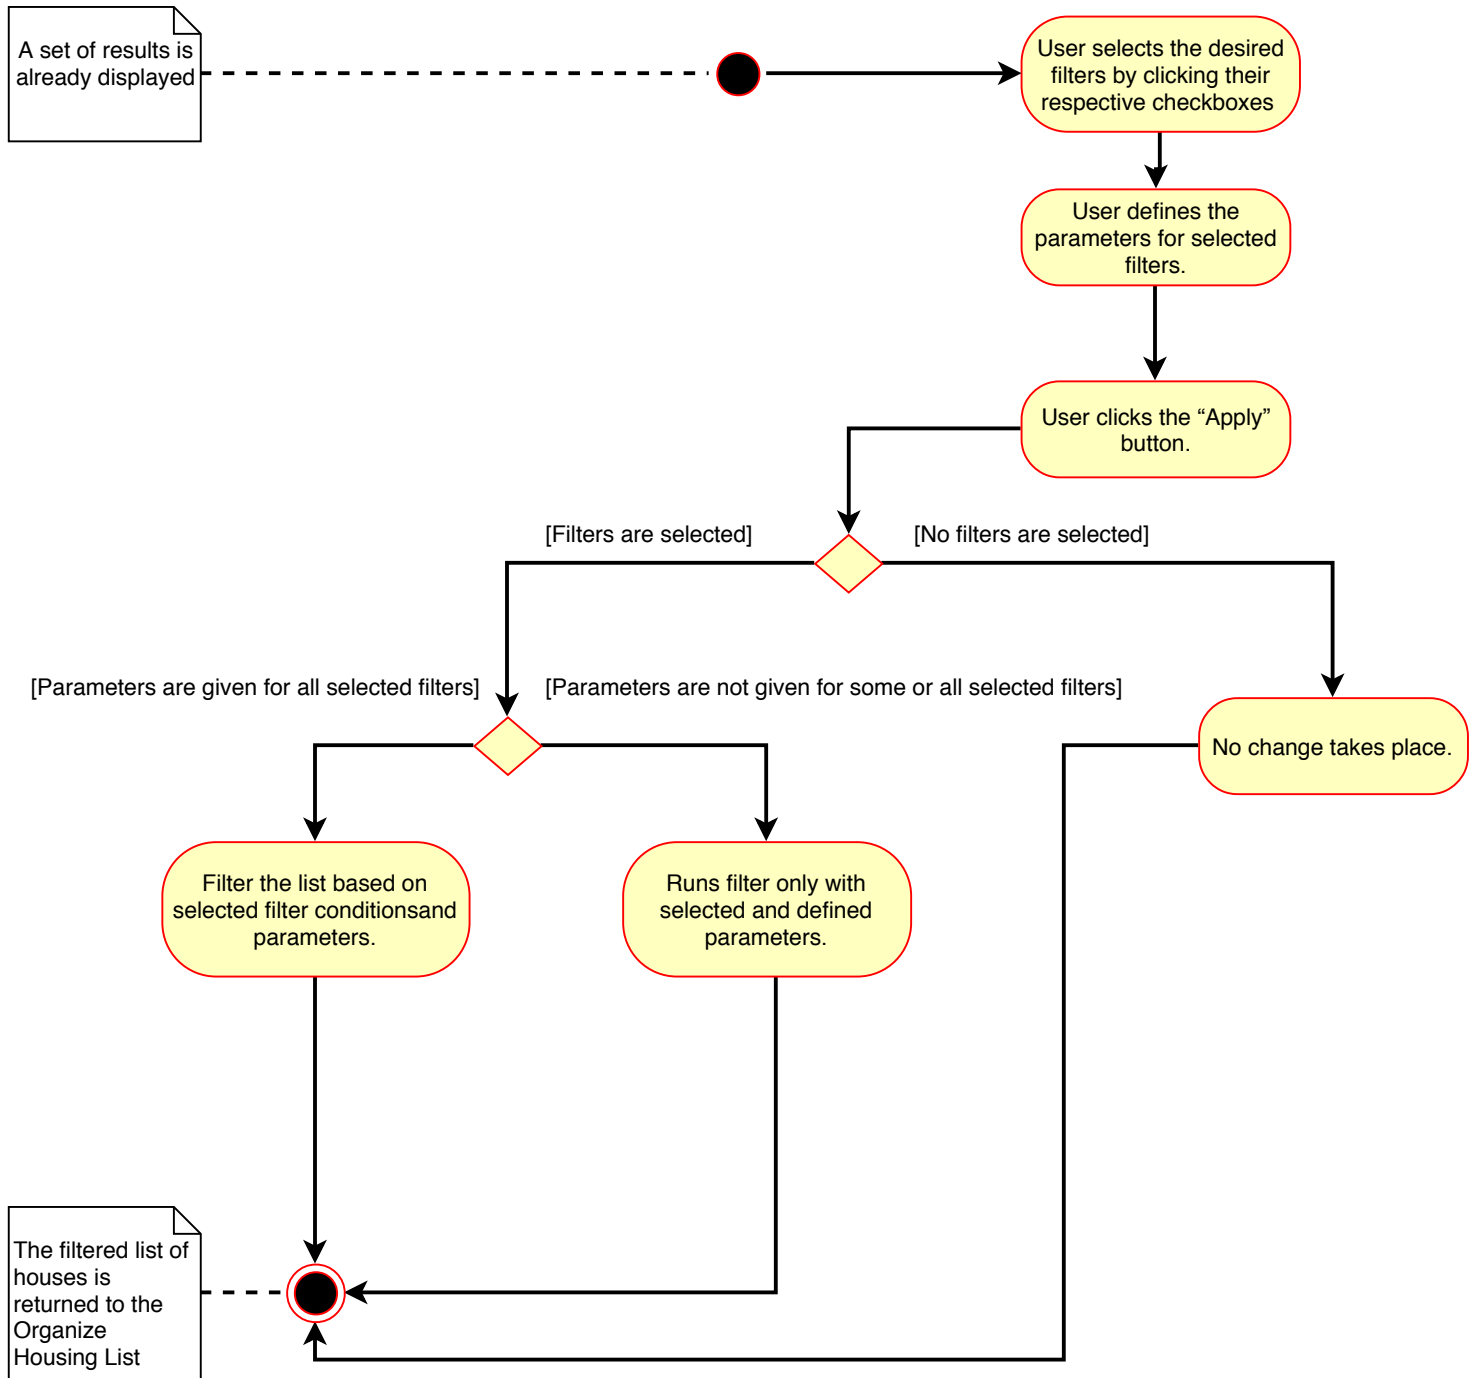 A set of results is
already displayed
User selects the desired
filters by clicking their
respective checkboxes
User defines the
parameters for selected
filters.
User clicks the “Apply”
button.
[Filters are selected]
[No filters are selected]
[Parameters are given for all selected filters]
[Parameters are not given for some or all selected filters]
No change takes place.
Filter the list based on
selected filter conditionsand
parameters.
Runs filter only with
selected and defined
parameters.
The filtered list of
houses is
returned to the
Organize
Housing List